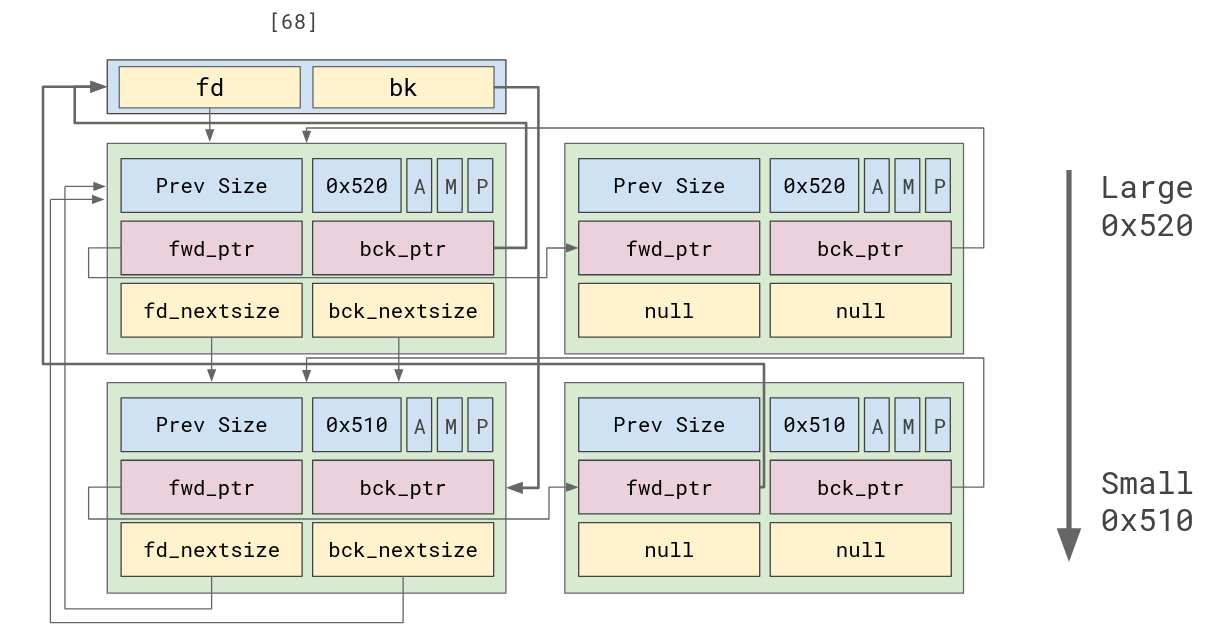 [68]
fd bk
Prev Size 0x520 A M P Prev Size 0x520 A M P
fwd_ptr bck_ptr fwd_ptr bck_ptr
fd_nextsize bck_nextsize null null
Prev Size 0x510 A M P Prev Size 0x510 A M P
fwd_ptr bck_ptr fwd_ptr bck_ptr
fd_nextsize bck_nextsize null null
Large
0x520
Small
0x510